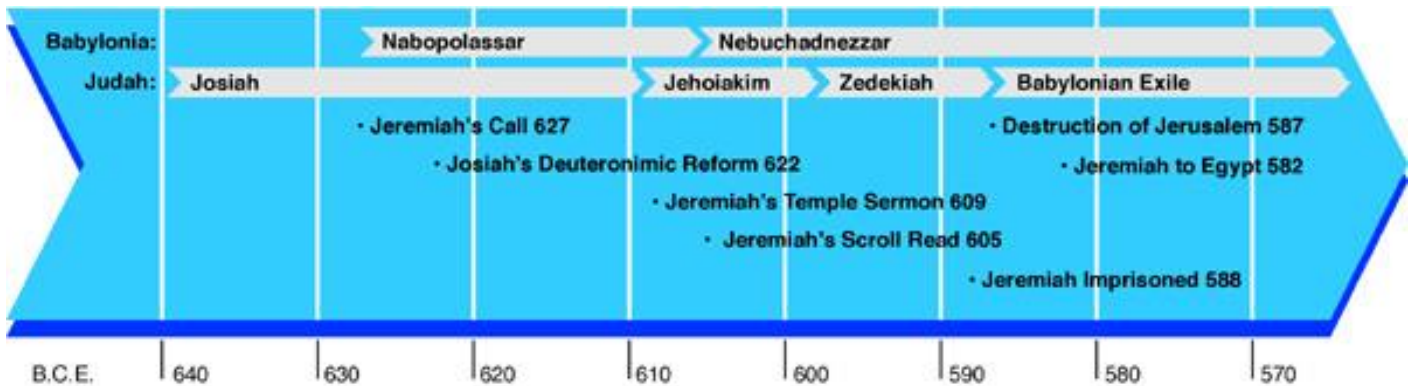 Babylonia: Nabopolassar Nebuchadnezzar
Judah: Josiah Jehoiakim Zedekiah Babylonian Exile
· Jeremiah's Call 627 · Destruction of Jerusalem 587
· Josiah's Deuteronimic Reform 622 · Jeremiah to Egypt 582
· Jeremiah's Temple Sermon 609
· Jeremiah's Scroll Read 605
· Jeremiah Imprisoned 588
B.C.E. 640 630 620 610 600 590 580 570